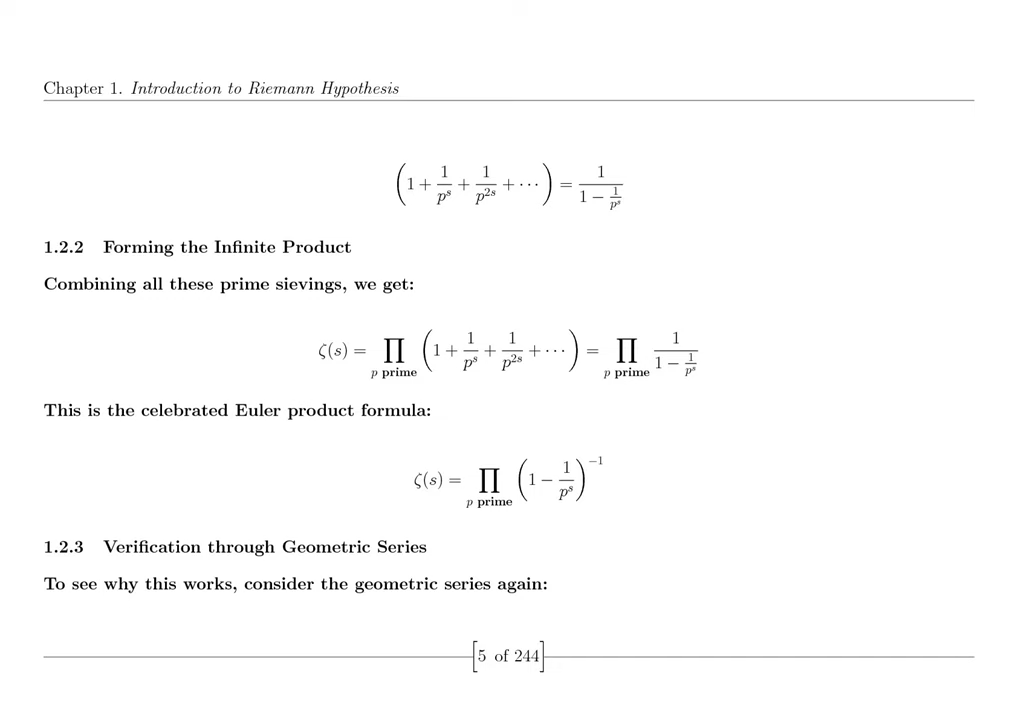 Chapter 1. Introduction to Riemann Hypothesis
(1 + 1/p^s + 1/p^{2s} + ⋯) = 1/(1 − 1/p^s)
1.2.2 Forming the Infinite Product
Combining all these prime sievings, we get:
ζ(s) = ∏_{p prime} (1 + 1/p^s + 1/p^{2s} + ⋯) = ∏_{p prime} 1/(1 − 1/p^s)
This is the celebrated Euler product formula:
ζ(s) = ∏_{p prime} (1 − 1/p^s)^{−1}
1.2.3 Verification through Geometric Series
To see why this works, consider the geometric series again:
[5 of 244]